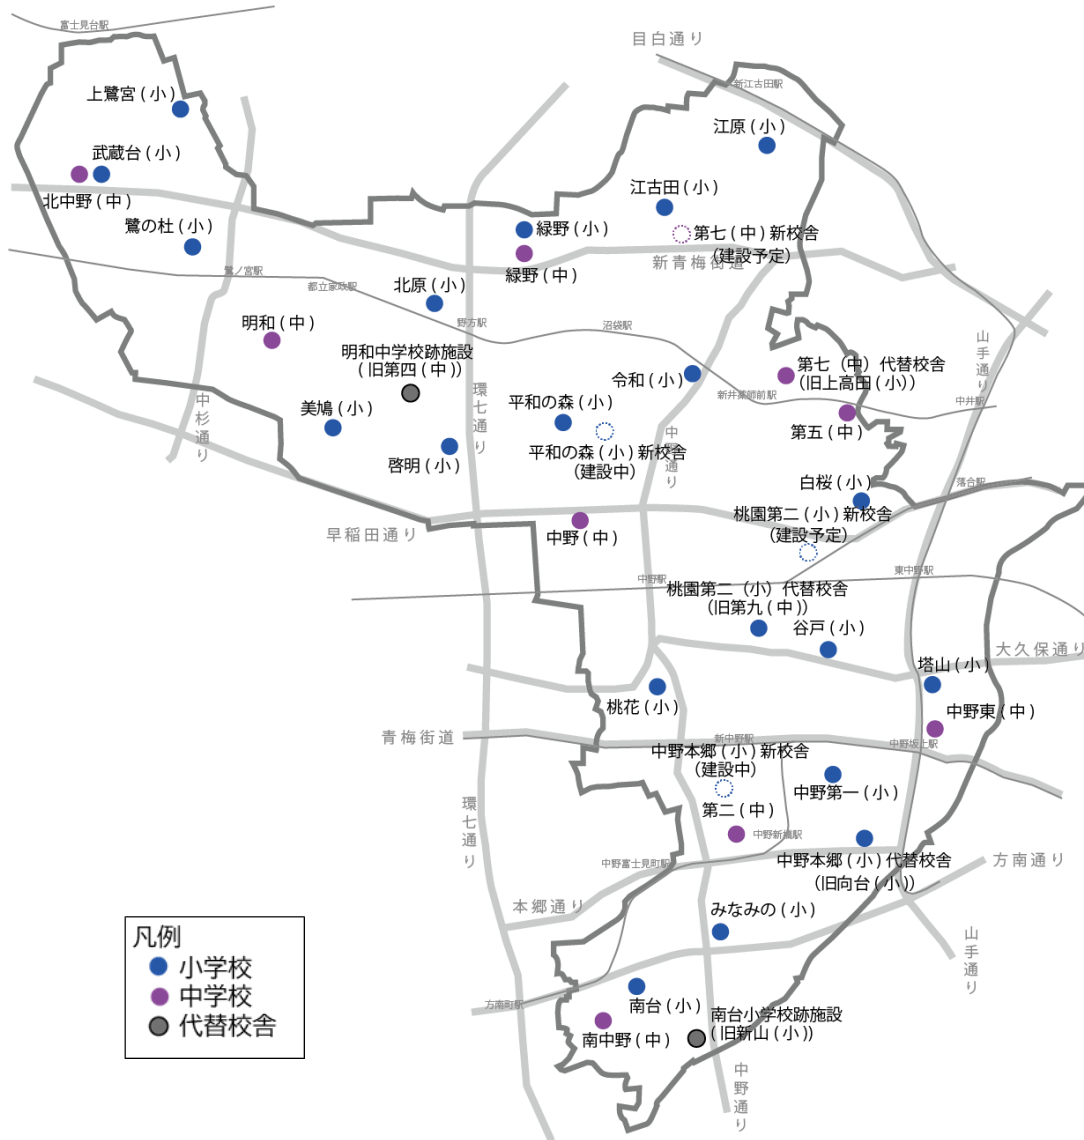 富士見台駅
目白通り
新江古田駅
上鷺宮(小)
江原(小)
武蔵台(小)
江古田(小)
北中野(中)
鷺の杜(小)
緑野(小)
第七(中)新校舎
(建設予定)
新青梅街道
緑野(中)
鷺ノ宮駅
都立家政駅
北原(小)
野方駅
沼袋駅
明和(中)
明和中学校跡施設
(旧第四(中))
山手通り
第七(中)代替校舎
(旧上高田(小))
令和(小)
新井薬師前駅
中井駅
中杉通り
環七通り
平和の森(小)
美鳩(小)
第五(中)
中野通り
平和の森(小)新校舎
(建設中)
啓明(小)
白桜(小)
落合駅
桃園第二(小)新校舎
(建設予定)
早稲田通り
中野(中)
中野駅
東中野駅
桃園第二(小)代替校舎
(旧第九(中))
谷戸(小)
大久保通り
塔山(小)
桃花(小)
中野東(中)
青梅街道
新中野駅
中野坂上駅
中野本郷(小)新校舎
(建設中)
中野第一(小)
第二(中)
環七通り
中野新橋駅
中野富士見町駅
中野本郷(小)代替校舎
(旧向台(小))
方南通り
本郷通り
みなみの(小)
山手通り
凡例
小学校
中学校
代替校舎
方南町駅
南台(小)
南中野(中)
南台小学校跡施設
(旧新山(小))
中野通り